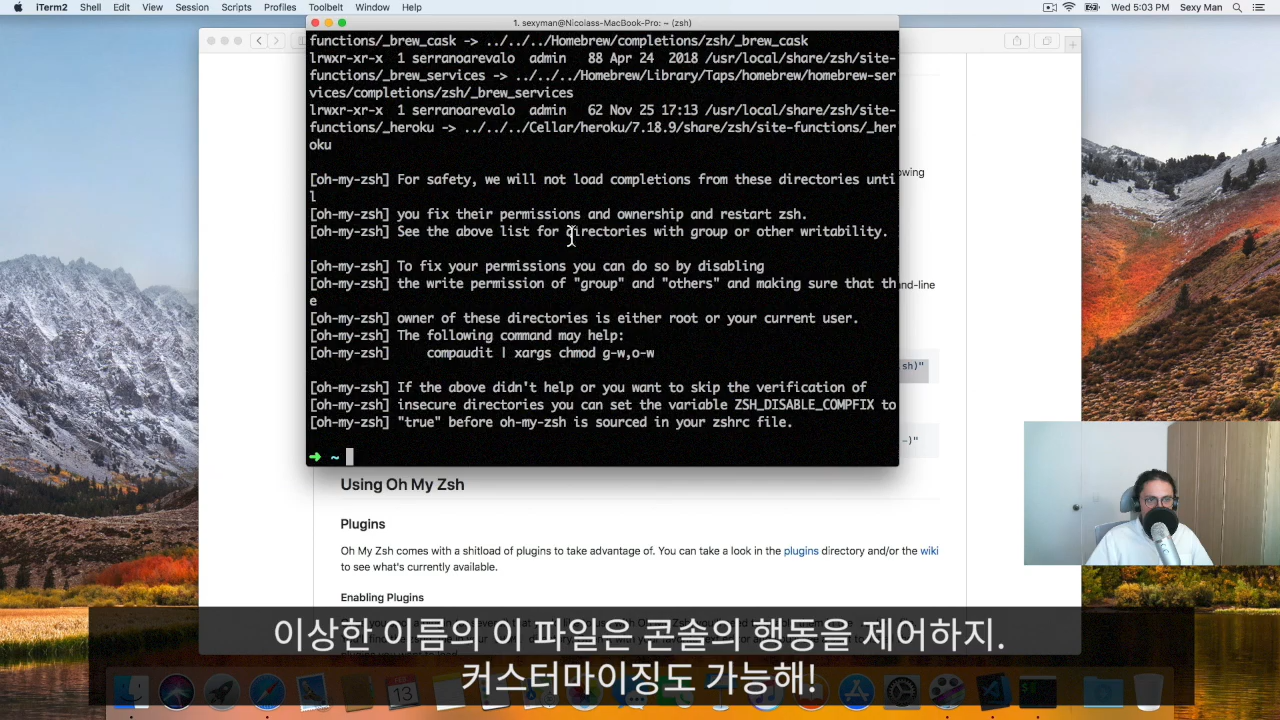 iTerm2 Shell Edit View Session Scripts Profiles Toolbelt Window Help
Wed 5:03 PM Sexy Man
1. sexyman@Nicolass-MacBook-Pro: ~ (zsh)
functions/_brew_cask -> ../../../Homebrew/completions/zsh/_brew_cask
lrwxr-xr-x 1 serranoarevalo admin 88 Apr 24 2018 /usr/local/share/zsh/site-
functions/_brew_services -> ../../../Homebrew/Library/Taps/homebrew/homebrew-ser
vices/completions/zsh/_brew_services
lrwxr-xr-x 1 serranoarevalo admin 62 Nov 25 17:13 /usr/local/share/zsh/site-
functions/_heroku -> ../../../Cellar/heroku/7.18.9/share/zsh/site-functions/_her
oku
[oh-my-zsh] For safety, we will not load completions from these directories unti
l
[oh-my-zsh] you fix their permissions and ownership and restart zsh.
[oh-my-zsh] See the above list for directories with group or other writability.
[oh-my-zsh] To fix your permissions you can do so by disabling
[oh-my-zsh] the write permission of "group" and "others" and making sure that th
e
[oh-my-zsh] owner of these directories is either root or your current user.
[oh-my-zsh] The following command may help:
[oh-my-zsh] compaudit | xargs chmod g-w,o-w
[oh-my-zsh] If the above didn't help or you want to skip the verification of
[oh-my-zsh] insecure directories you can set the variable ZSH_DISABLE_COMPFIX to
[oh-my-zsh] "true" before oh-my-zsh is sourced in your zshrc file.
➜ ~
owing
nd-line
.sh)"
-)"
Using Oh My Zsh
Plugins
Oh My Zsh comes with a shitload of plugins to take advantage of. You can take a look in the plugins directory and/or the wiki
to see what's currently available.
Enabling Plugins
이상한 이름의 이 파일은 콘솔의 행동을 제어하지.
커스터마이징도 가능해!
13